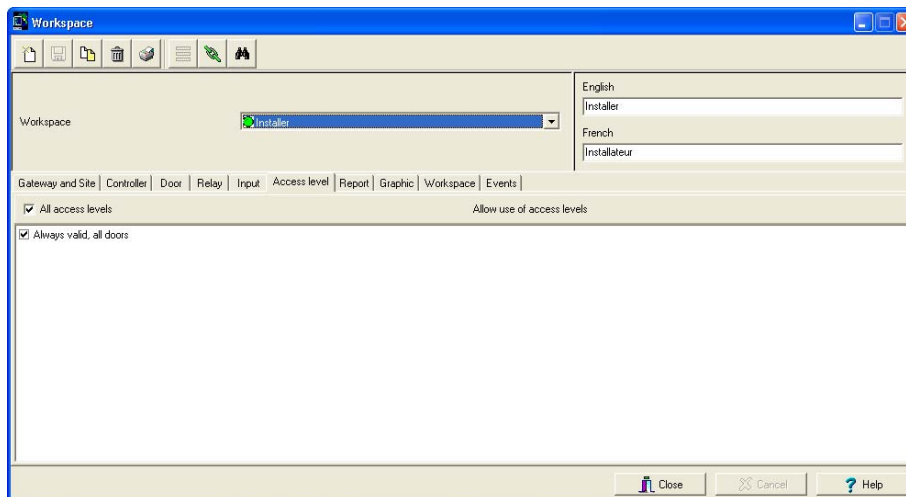 Workspace
English
Installer
Workspace
Installer
French
Installateur
Gateway and Site Controller Door Relay Input Access level Report Graphic Workspace Events
All access levels Allow use of access levels
Always valid, all doors
Close Cancel Help